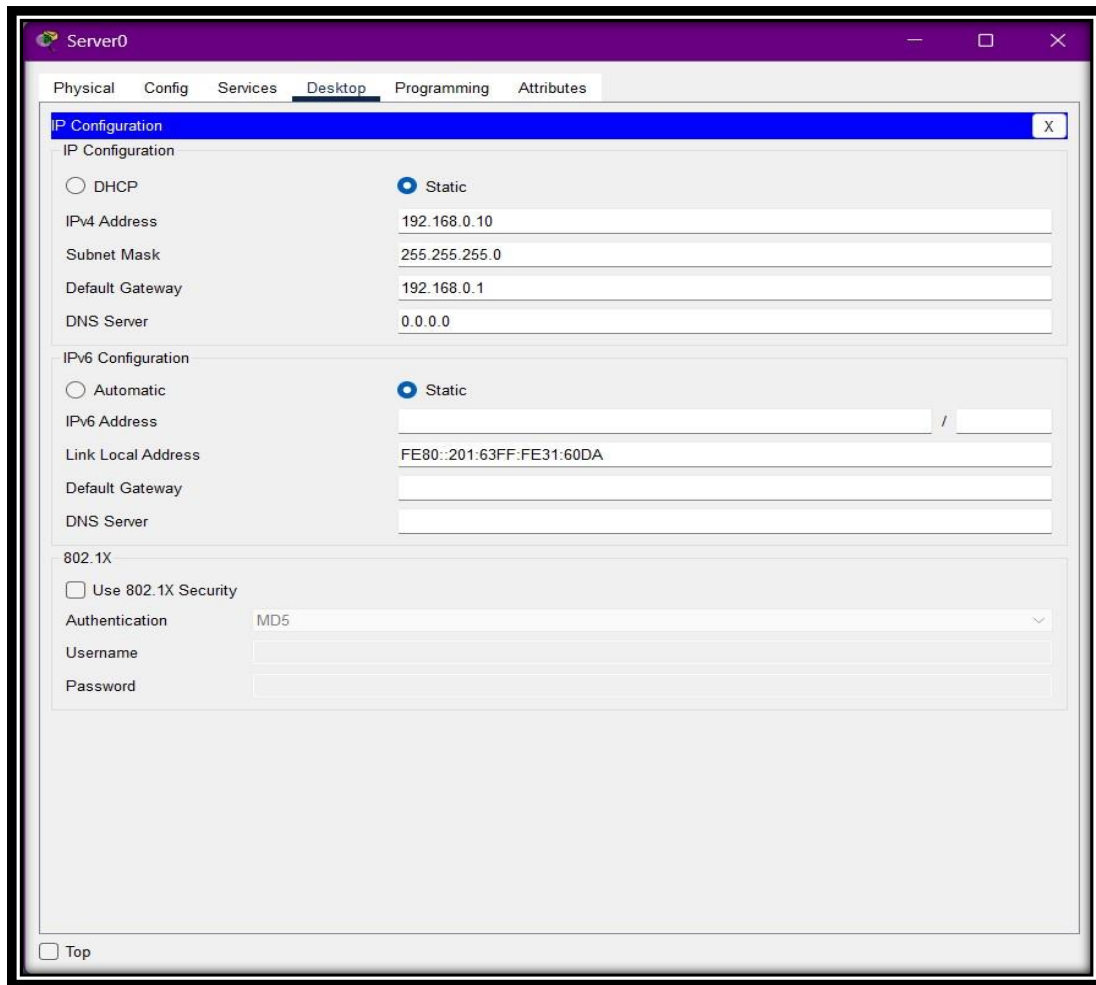 Server0
Physical Config Services Desktop Programming Attributes
IP Configuration X
IP Configuration
DHCP Static
IPv4 Address 192.168.0.10
Subnet Mask 255.255.255.0
Default Gateway 192.168.0.1
DNS Server 0.0.0.0
IPv6 Configuration
Automatic Static
IPv6 Address /
Link Local Address FE80::201:63FF:FE31:60DA
Default Gateway
DNS Server
802.1X
Use 802.1X Security
Authentication MD5
Username
Password
Top